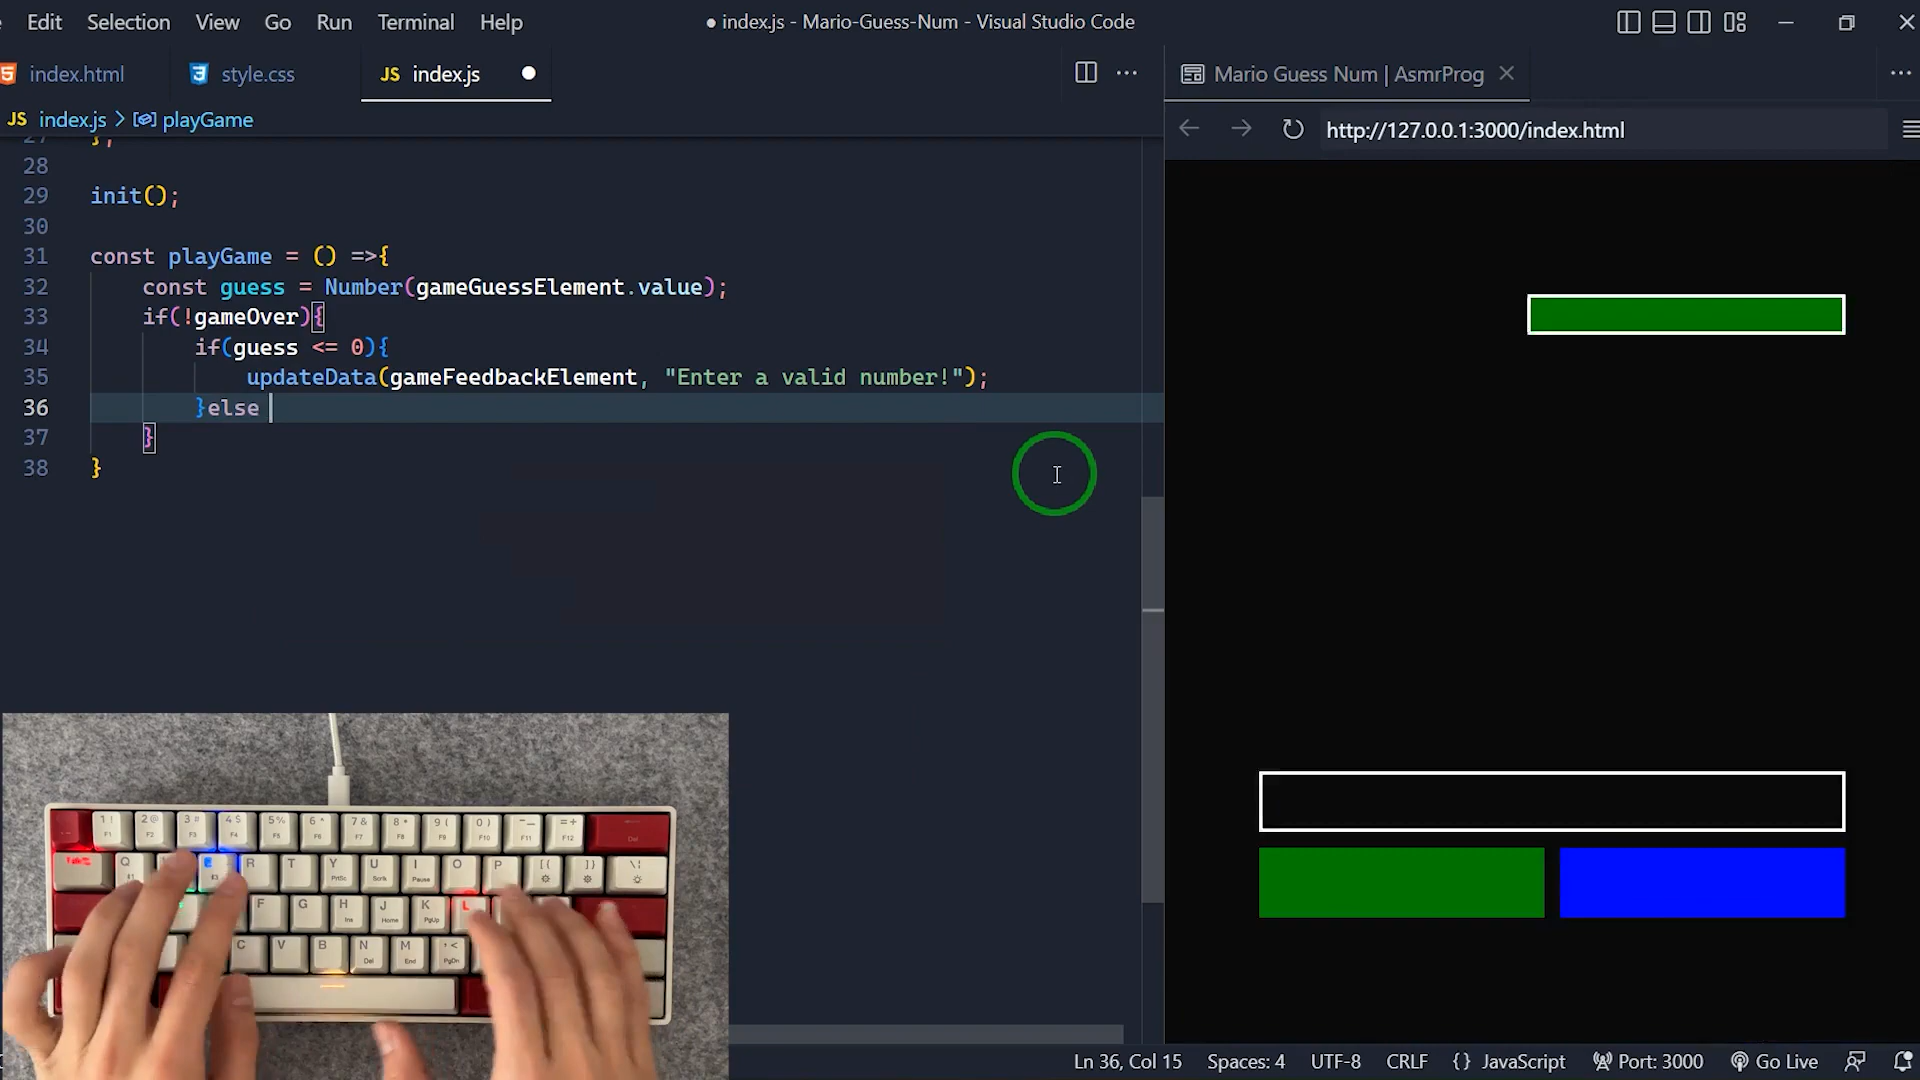 Edit Selection View Go Run Terminal Help
● index.js - Mario-Guess-Num - Visual Studio Code
index.html
style.css
JS index.js
Mario Guess Num | AsmrProg
JS index.js > playGame
http://127.0.0.1:3000/index.html
27 };
28
29 init();
30
31 const playGame = () =>{
32 const guess = Number(gameGuessElement.value);
33 if(!gameOver){
34 if(guess <= 0){
35 updateData(gameFeedbackElement, "Enter a valid number!");
36 }else
37 }
38 }
Ln 36, Col 15 Spaces: 4 UTF-8 CRLF {} JavaScript Port: 3000 Go Live